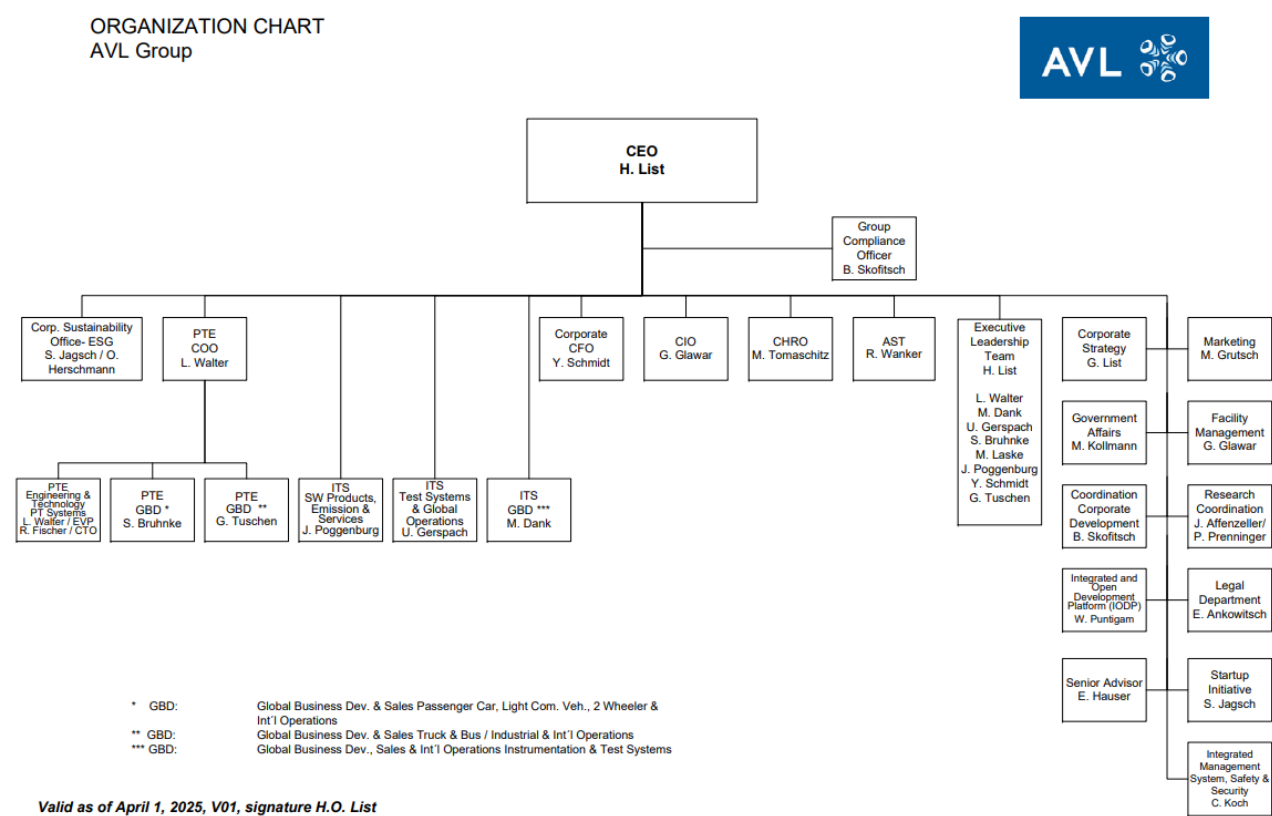 ORGANIZATION CHART
AVL Group
AVL
CEO
H. List
Group
Compliance
Officer
B. Skofitsch
Corp. Sustainability
Office- ESG
S. Jagsch / O.
Herschmann
PTE
COO
L. Walter
Corporate
CFO
Y. Schmidt
CIO
G. Glawar
CHRO
M. Tomaschitz
AST
R. Wanker
Executive
Leadership
Team
H. List
L. Walter
M. Dank
U. Gerspach
S. Bruhnke
M. Laske
J. Poggenburg
Y. Schmidt
G. Tuschen
Corporate
Strategy
G. List
Marketing
M. Grutsch
Government
Affairs
M. Kollmann
Facility
Management
G. Glawar
PTE
Engineering &
Technology
PT Systems
L. Walter / EVP
R. Fischer / CTO
PTE
GBD *
S. Bruhnke
PTE
GBD **
G. Tuschen
ITS
SW Products,
Emission &
Services
J. Poggenburg
ITS
Test Systems
& Global
Operations
U. Gerspach
ITS
GBD ***
M. Dank
Coordination
Corporate
Development
B. Skofitsch
Research
Coordination
J. Affenzeller/
P. Prenninger
Integrated and
Open
Development
Platform (IODP)
W. Puntigam
Legal
Department
E. Ankowitsch
Senior Advisor
E. Hauser
Startup
Initiative
S. Jagsch
Integrated
Management
System, Safety &
Security
C. Koch
* GBD: Global Business Dev. & Sales Passenger Car, Light Com. Veh., 2 Wheeler &
Int´l Operations
** GBD: Global Business Dev. & Sales Truck & Bus / Industrial & Int´l Operations
*** GBD: Global Business Dev., Sales & Int´l Operations Instrumentation & Test Systems
Valid as of April 1, 2025, V01, signature H.O. List